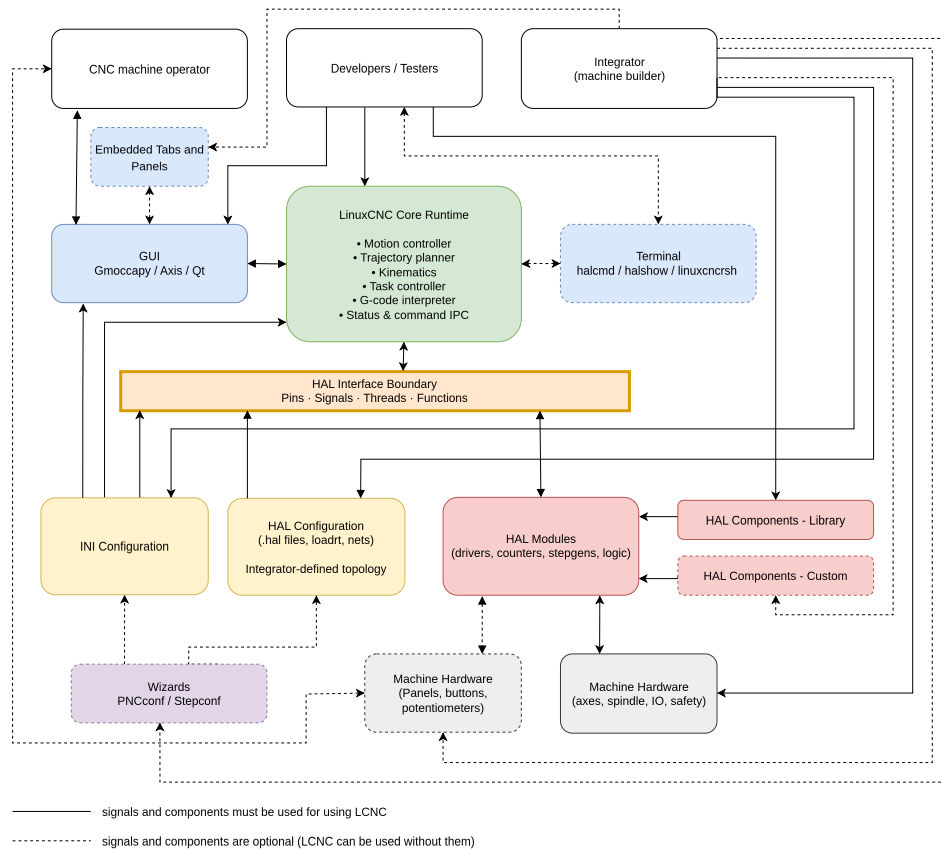 CNC machine operator
Developers / Testers
Integrator
(machine builder)
Embedded Tabs and
Panels
LinuxCNC Core Runtime
• Motion controller
• Trajectory planner
• Kinematics
• Task controller
• G-code interpreter
• Status & command IPC
GUI
Gmoccapy / Axis / Qt
Terminal
halcmd / halshow / linuxcncrsh
HAL Interface Boundary
Pins · Signals · Threads · Functions
INI Configuration
HAL Configuration
(.hal files, loadrt, nets)
Integrator-defined topology
HAL Modules
(drivers, counters, stepgens, logic)
HAL Components - Library
HAL Components - Custom
Wizards
PNCconf / Stepconf
Machine Hardware
(Panels, buttons,
potentiometers)
Machine Hardware
(axes, spindle, IO, safety)
signals and components must be used for using LCNC
signals and components are optional (LCNC can be used without them)